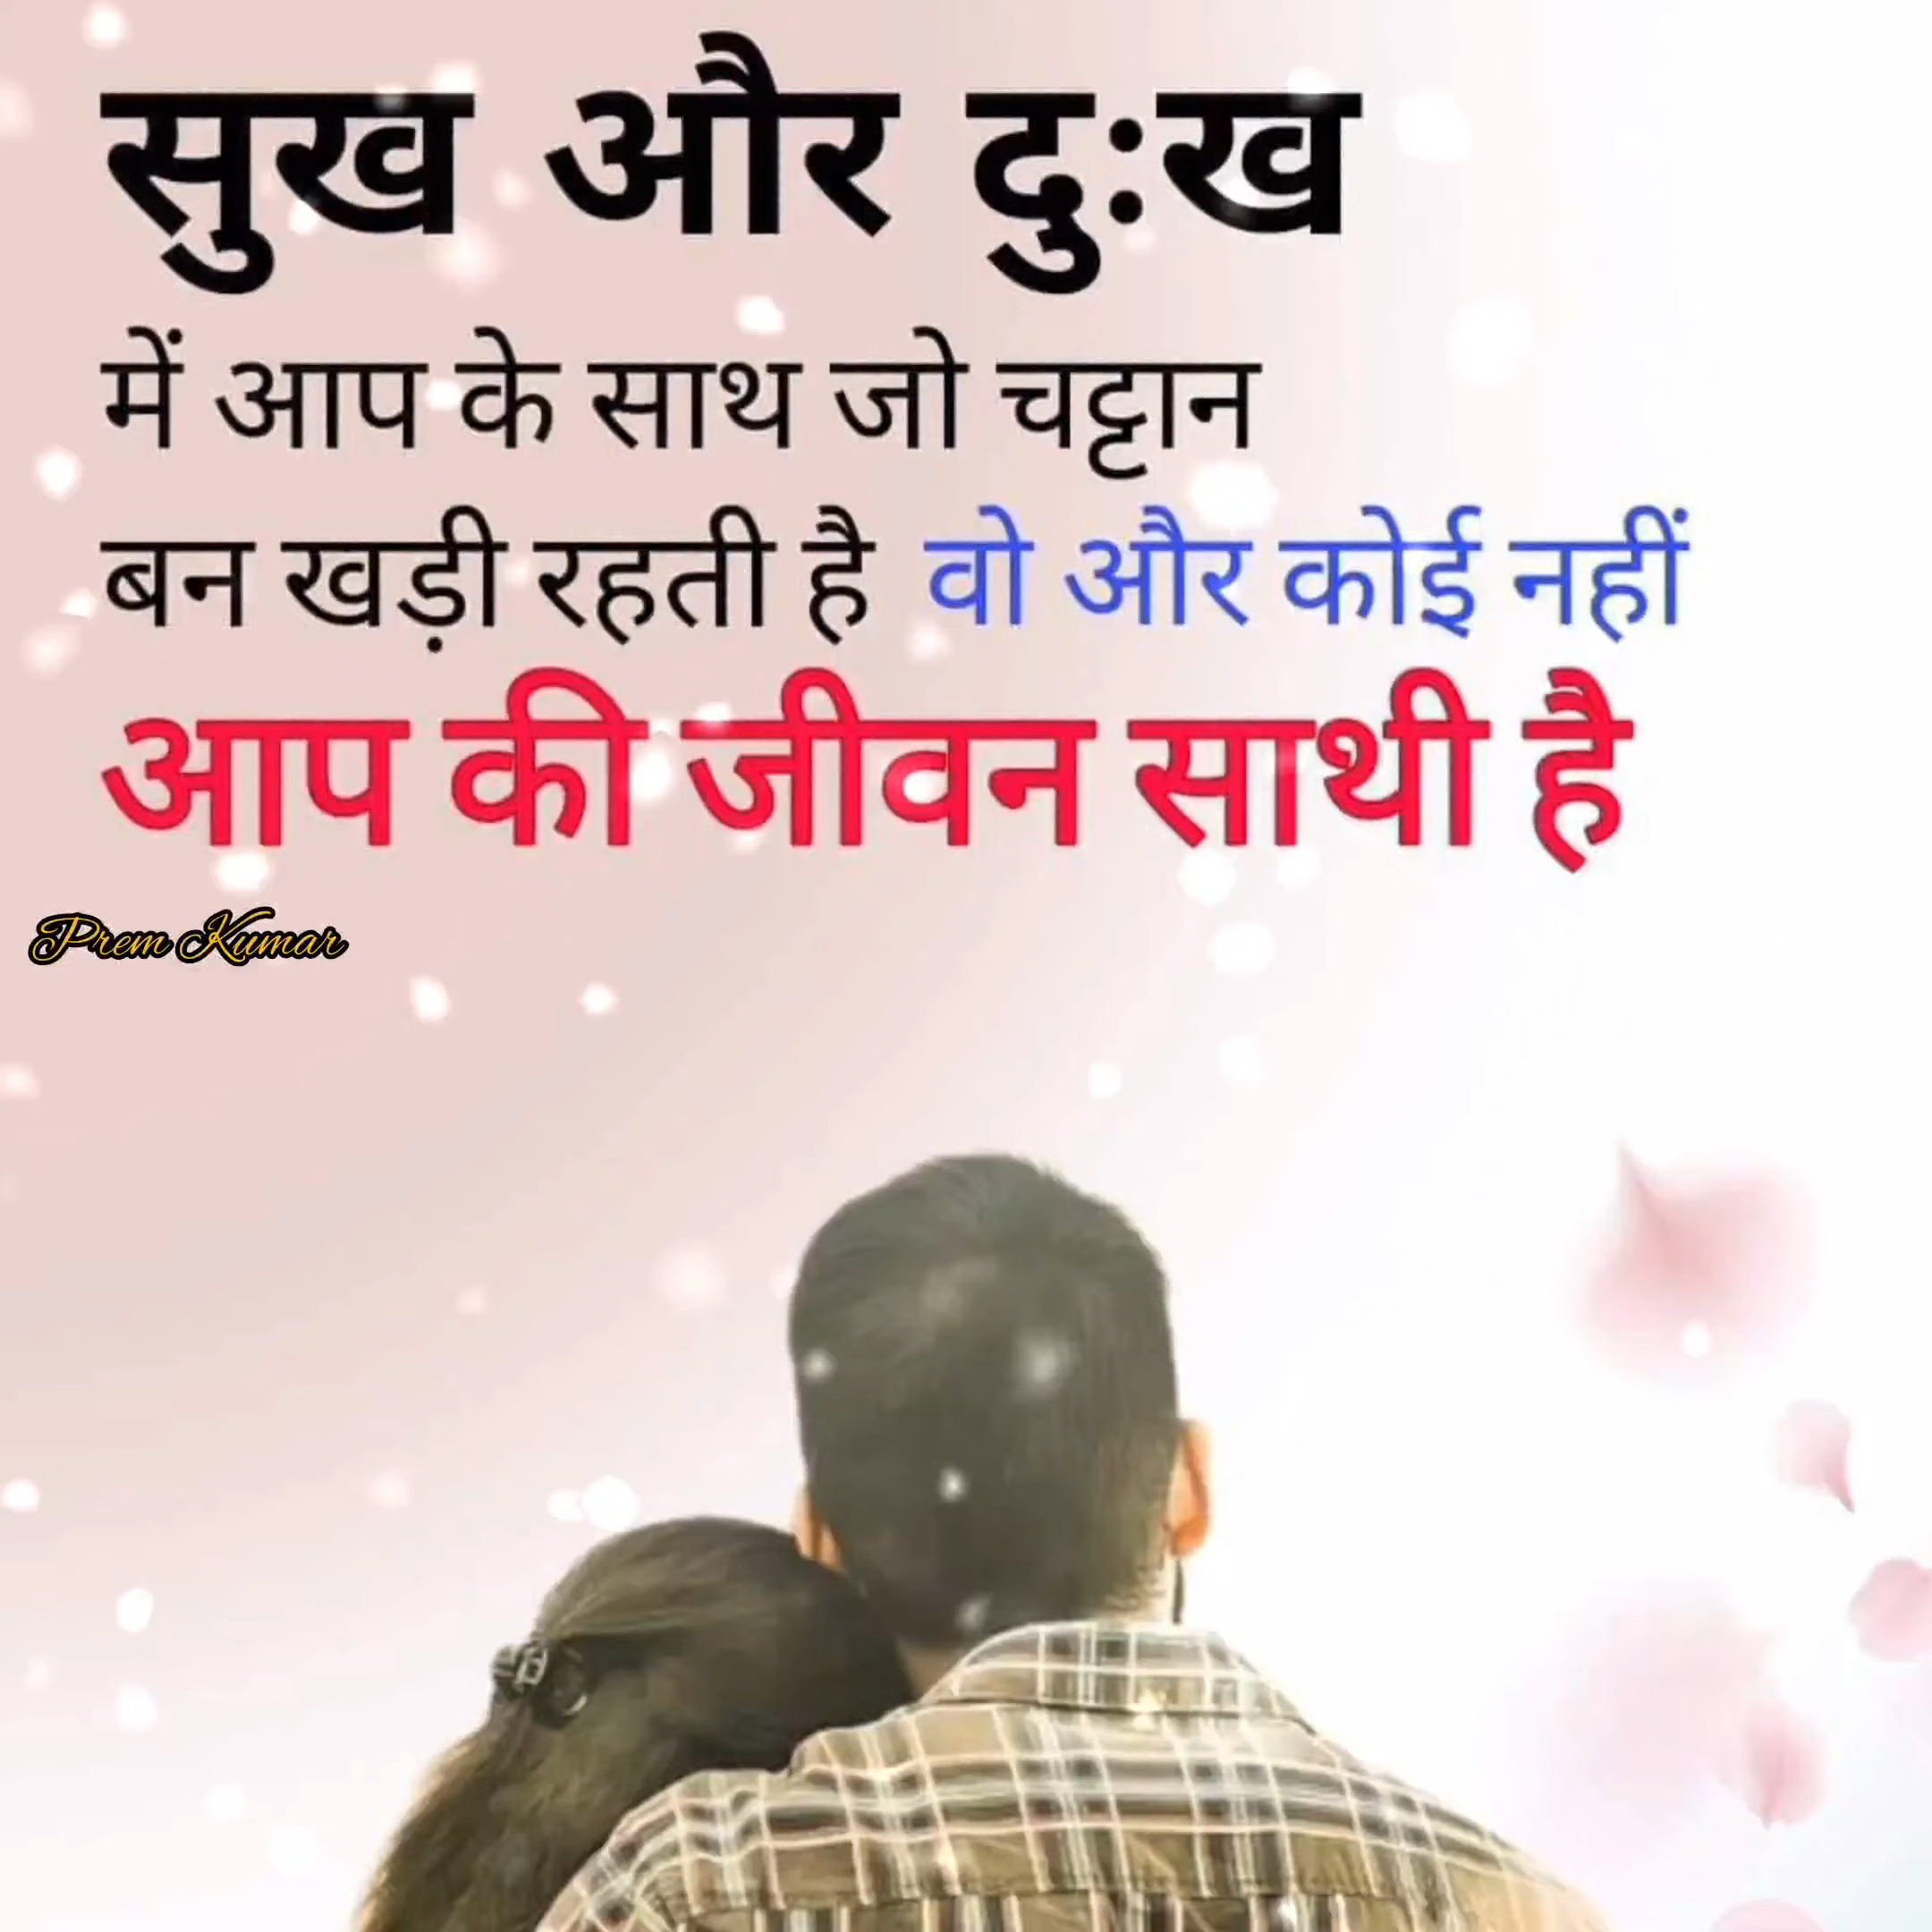 सुख और दुःख
में आप के साथ जो चट्टान
बन खड़ी रहती है वो और कोई नहीं
आप की जीवन साथी है
Prem Kumar